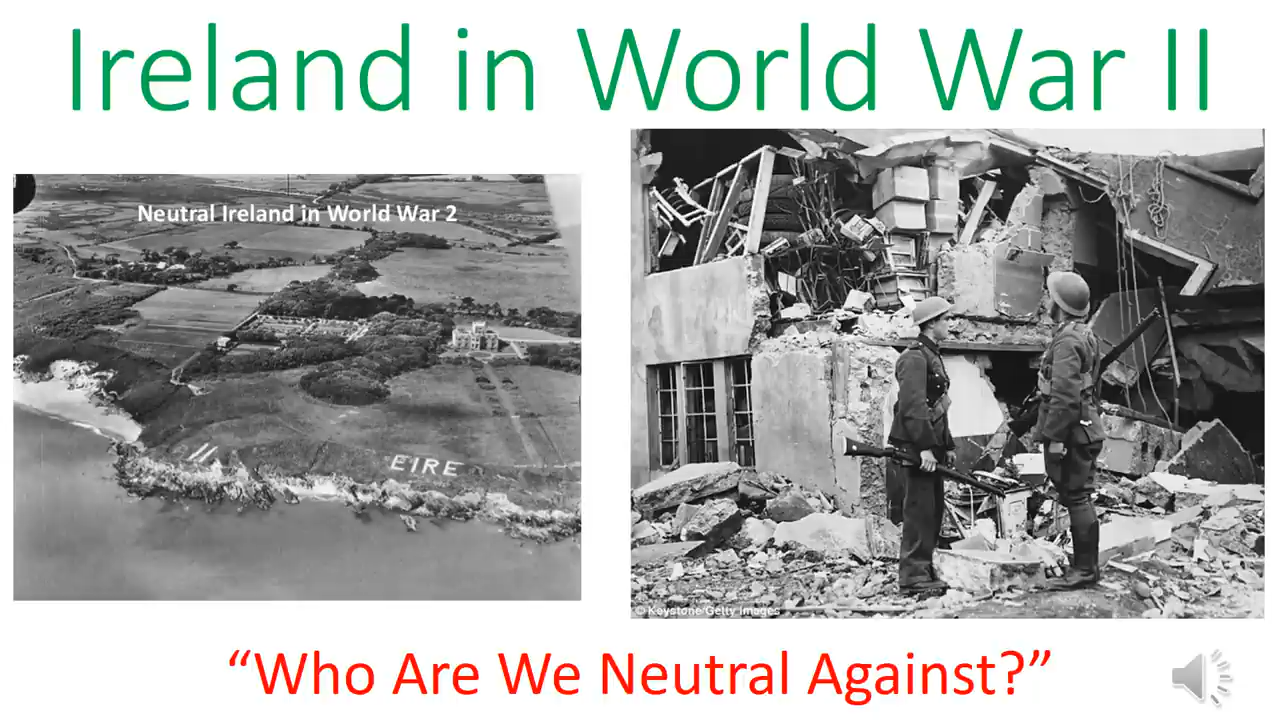 Ireland in World War II
Neutral Ireland in World War 2
11
EIRE
© Keystone/Getty Images
“Who Are We Neutral Against?”